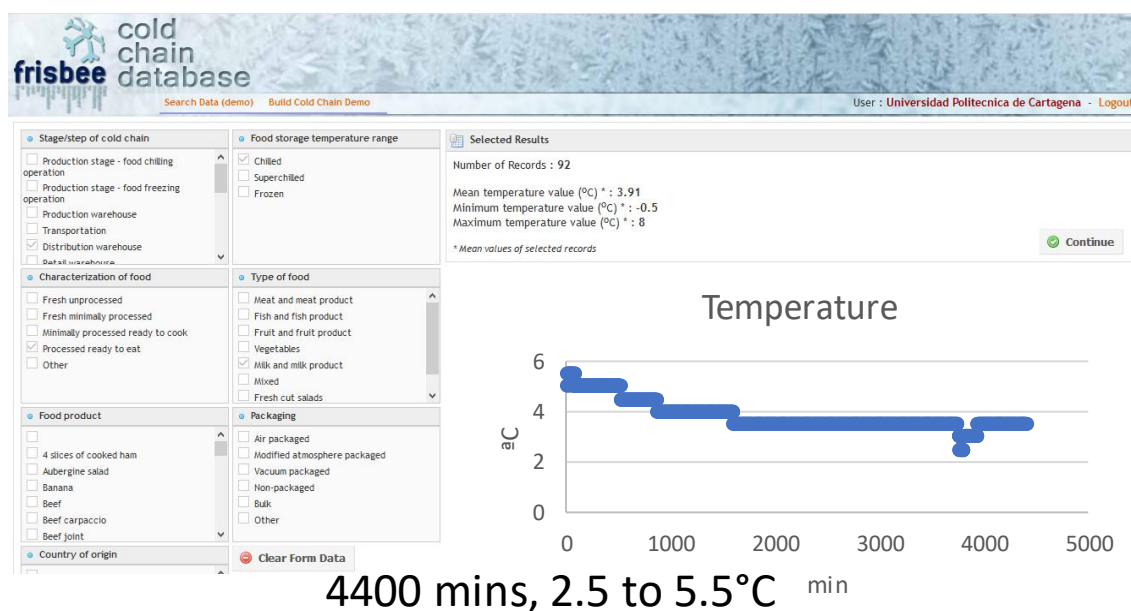 cold
chain
frisbee database
Search Data (demo) Build Cold Chain Demo
User : Universidad Politecnica de Cartagena - Logout
Stage/step of cold chain
Production stage - food chilling
operation
Production stage - food freezing
operation
Production warehouse
Transportation
Distribution warehouse
Retail warehouse
Food storage temperature range
Chilled
Superchilled
Frozen
Selected Results
Number of Records : 92
Mean temperature value (ºC) * : 3.91
Minimum temperature value (ºC) * : -0.5
Maximum temperature value (ºC) * : 8
* Mean values of selected records
Continue
Characterization of food
Fresh unprocessed
Fresh minimally processed
Minimally processed ready to cook
Processed ready to eat
Other
Type of food
Meat and meat product
Fish and fish product
Fruit and fruit product
Vegetables
Milk and milk product
Mixed
Fresh cut salads
Food product
4 slices of cooked ham
Aubergine salad
Banana
Beef
Beef carpaccio
Beef joint
Packaging
Air packaged
Modified atmosphere packaged
Vacuum packaged
Non-packaged
Bulk
Other
Country of origin
Clear Form Data
Temperature
6
4
2
0
ªC
0 1000 2000 3000 4000 5000
min
4400 mins, 2.5 to 5.5°C